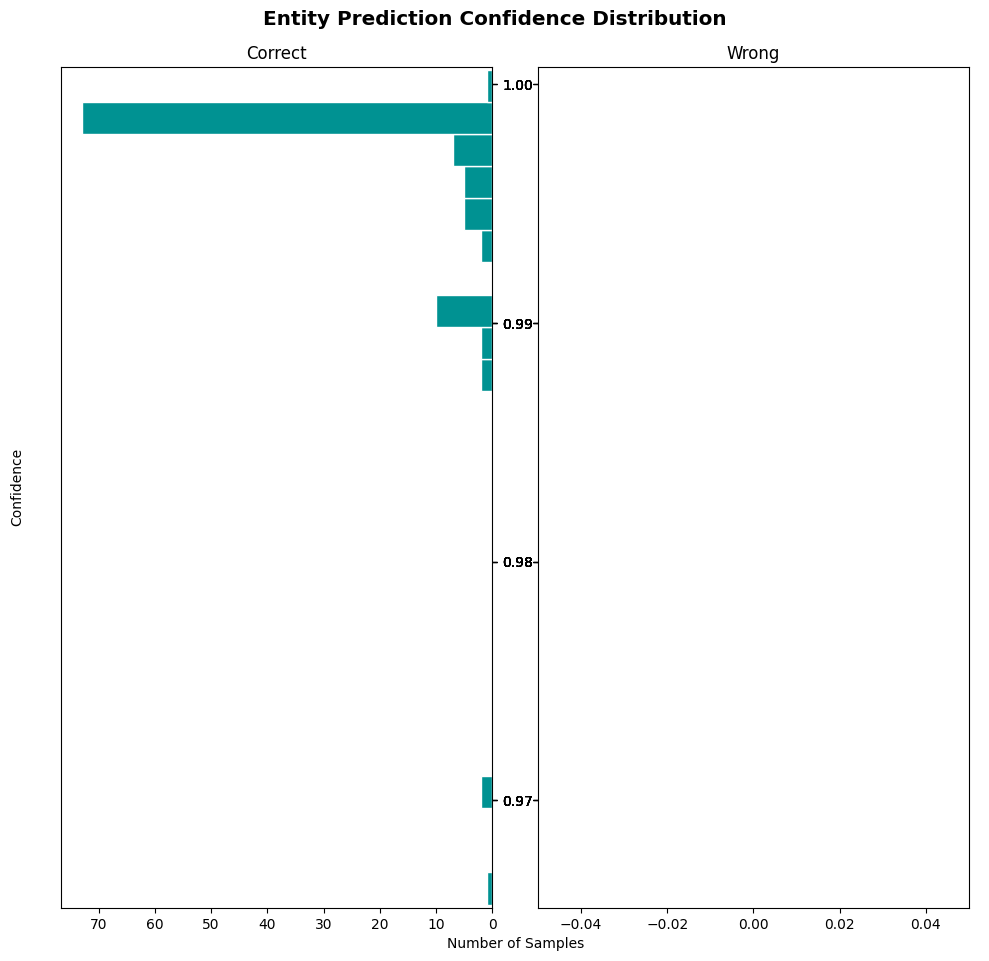 Entity Prediction Confidence Distribution
Correct
Wrong
1.00
0.99
0.98
0.97
Confidence
70 60 50 40 30 20 10 0
−0.04 −0.02 0.00 0.02 0.04
Number of Samples